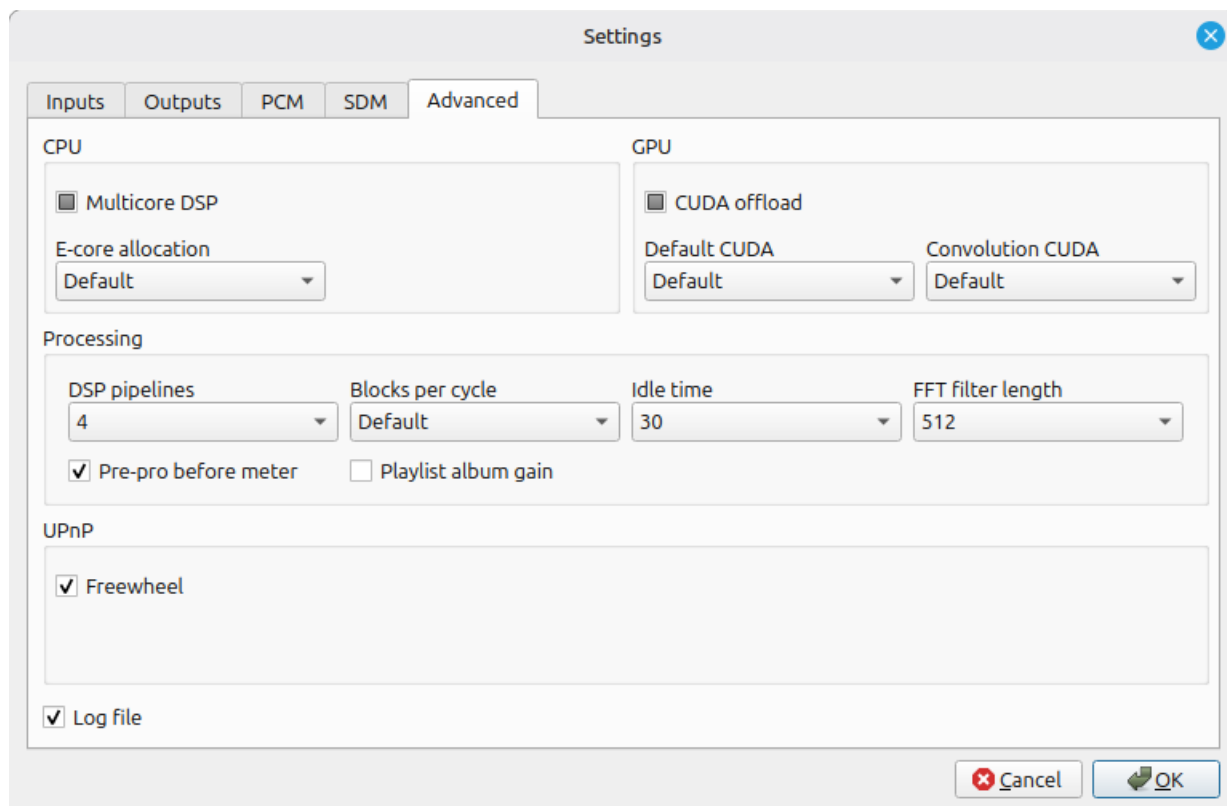 Settings
Inputs Outputs PCM SDM Advanced
CPU
Multicore DSP
E-core allocation
Default
GPU
CUDA offload
Default CUDA Convolution CUDA
Default Default
Processing
DSP pipelines Blocks per cycle Idle time FFT filter length
4 Default 30 512
Pre-pro before meter Playlist album gain
UPnP
Freewheel
Log file
Cancel OK